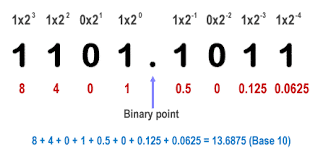 1x2³ 1x2² 0x2¹ 1x2⁰ 1x2⁻¹ 0x2⁻² 1x2⁻³ 1x2⁻⁴
1 1 0 1 . 1 0 1 1
8 4 0 1 0.5 0 0.125 0.0625
Binary point
8 + 4 + 0 + 1 + 0.5 + 0 + 0.125 + 0.0625 = 13.6875 (Base 10)